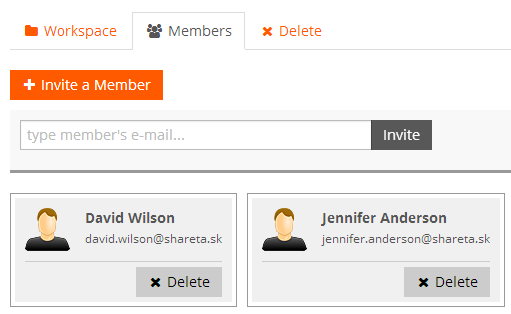 Workspace Members Delete
Invite a Member
type member's e-mail... Invite
David Wilson
david.wilson@shareta.sk
Delete
Jennifer Anderson
jennifer.anderson@shareta.sk
Delete